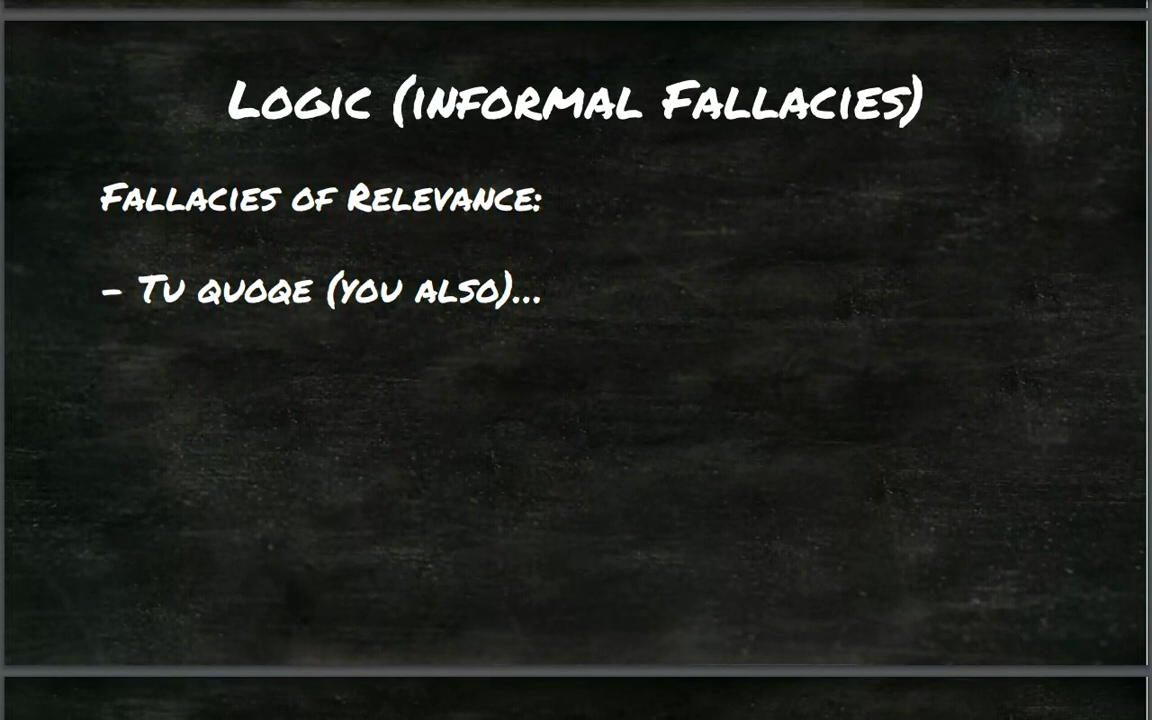 Logic (informal Fallacies)
Fallacies of Relevance:
- Tu quoqe (you also)...